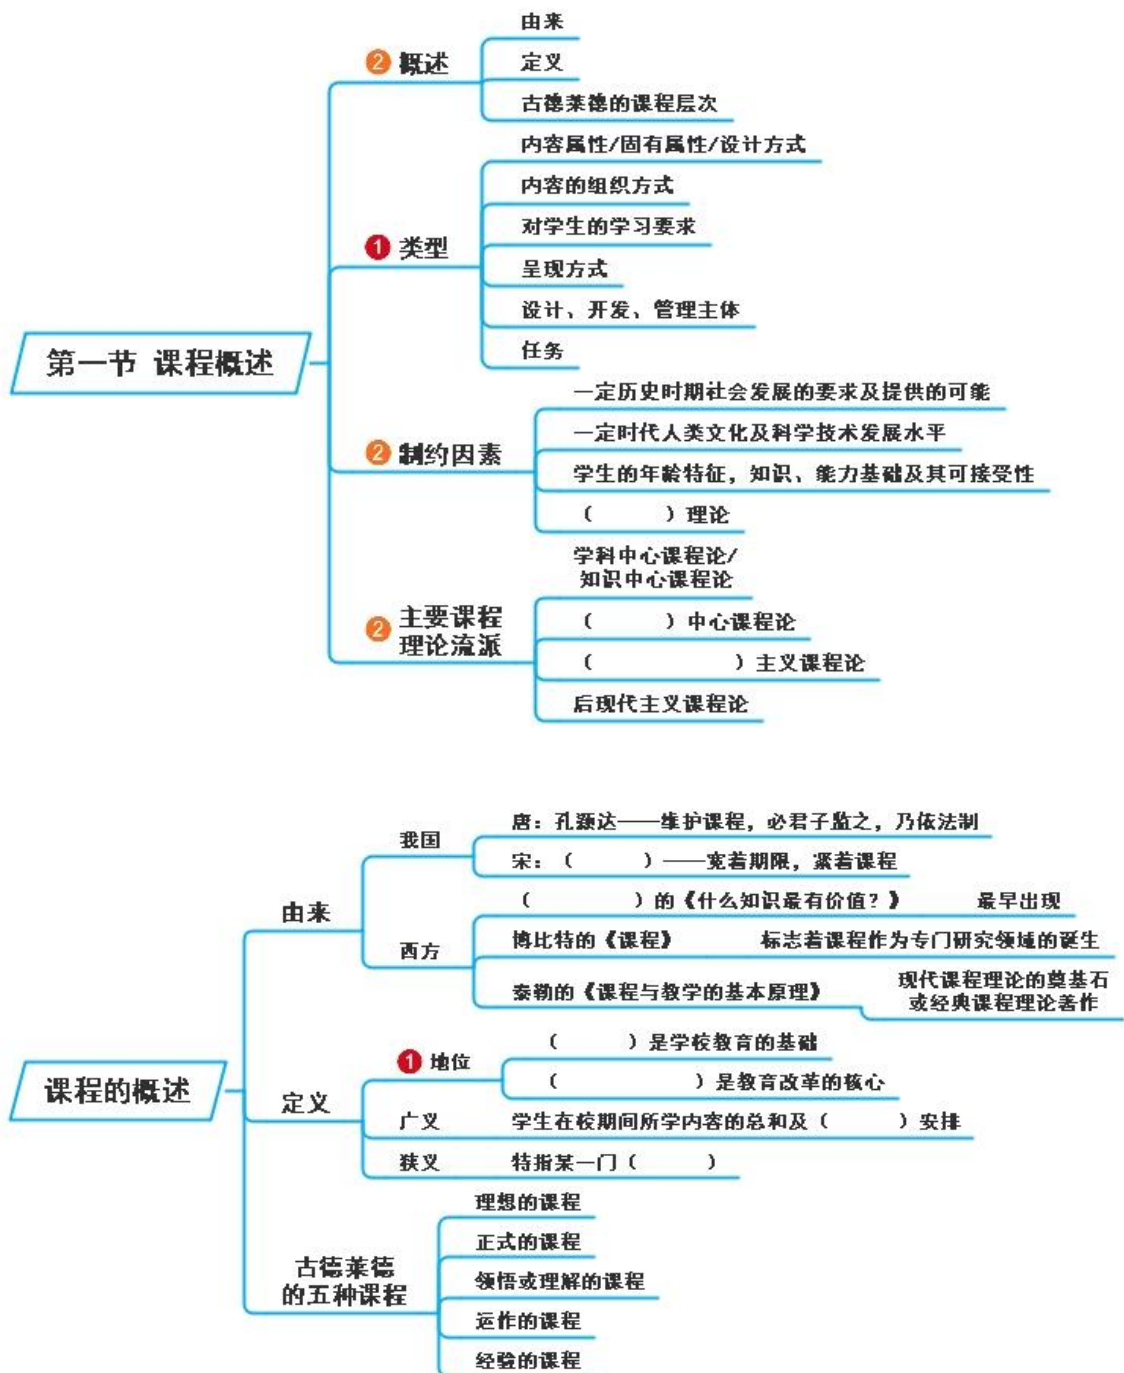 第一节 课程概述
2 概述
由来
定义
古德莱德的课程层次
1 类型
内容属性/固有属性/设计方式
内容的组织方式
对学生的学习要求
呈现方式
设计、开发、管理主体
任务
2 制约因素
一定历史时期社会发展的要求及提供的可能
一定时代人类文化及科学技术发展水平
学生的年龄特征，知识、能力基础及其可接受性
（　　　）理论
2 主要课程
理论流派
学科中心课程论/
知识中心课程论
（　　　）中心课程论
（　　　　　）主义课程论
后现代主义课程论
课程的概述
由来
我国
唐：孔颖达——维护课程，必君子监之，乃依法制
宋：（　　　）——宽着期限，紧着课程
西方
（　　　　）的《什么知识最有价值？》　最早出现
博比特的《课程》　标志着课程作为专门研究领域的诞生
泰勒的《课程与教学的基本原理》
现代课程理论的奠基石
或经典课程理论著作
定义
1 地位
（　　　）是学校教育的基础
（　　　　　）是教育改革的核心
广义　学生在校期间所学内容的总和及（　　　）安排
狭义　特指某一门（　　　）
古德莱德
的五种课程
理想的课程
正式的课程
领悟或理解的课程
运作的课程
经验的课程